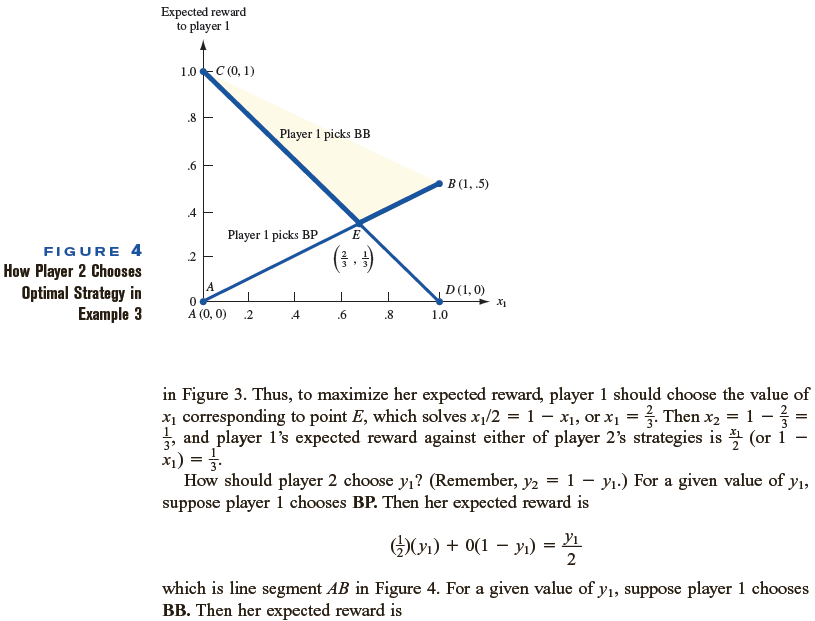 Expected reward
to player 1
1.0
C (0, 1)
.8
Player 1 picks BB
.6
B (1, .5)
.4
Player 1 picks BP
E
(2/3, 1/3)
.2
A
D (1, 0)
0
x₁
A (0, 0)
.2
.4
.6
.8
1.0
FIGURE 4
How Player 2 Chooses
Optimal Strategy in
Example 3
in Figure 3. Thus, to maximize her expected reward, player 1 should choose the value of
x₁ corresponding to point E, which solves x₁/2 = 1 − x₁, or x₁ = 2/3. Then x₂ = 1 − 2/3 =
1/3, and player 1’s expected reward against either of player 2’s strategies is x₁/2 (or 1 −
x₁) = 1/3.
How should player 2 choose y₁? (Remember, y₂ = 1 − y₁.) For a given value of y₁,
suppose player 1 chooses BP. Then her expected reward is
(1/2)(y₁) + 0(1 − y₁) = y₁/2
which is line segment AB in Figure 4. For a given value of y₁, suppose player 1 chooses
BB. Then her expected reward is